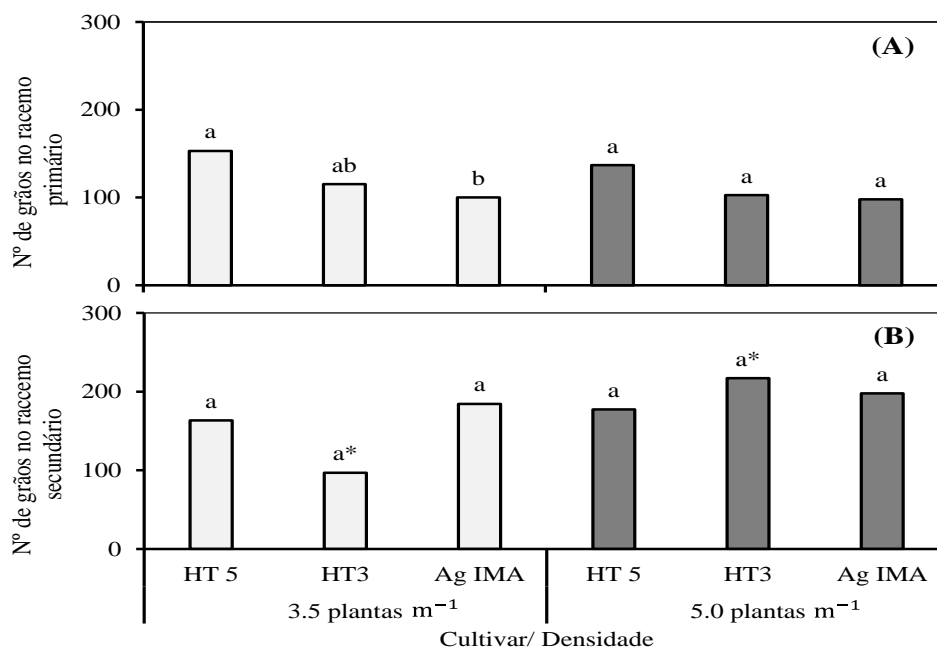 300
(A)
a
200
a
ab
a
a
b
100
0
Nº de grãos no racemo
primário
300
(B)
a*
a
a
a
200
a
a*
100
0
Nº de grãos no raccemo
secundário
HT 5 HT3 Ag IMA HT 5 HT3 Ag IMA
3.5 plantas m⁻¹ 5.0 plantas m⁻¹
Cultivar/ Densidade